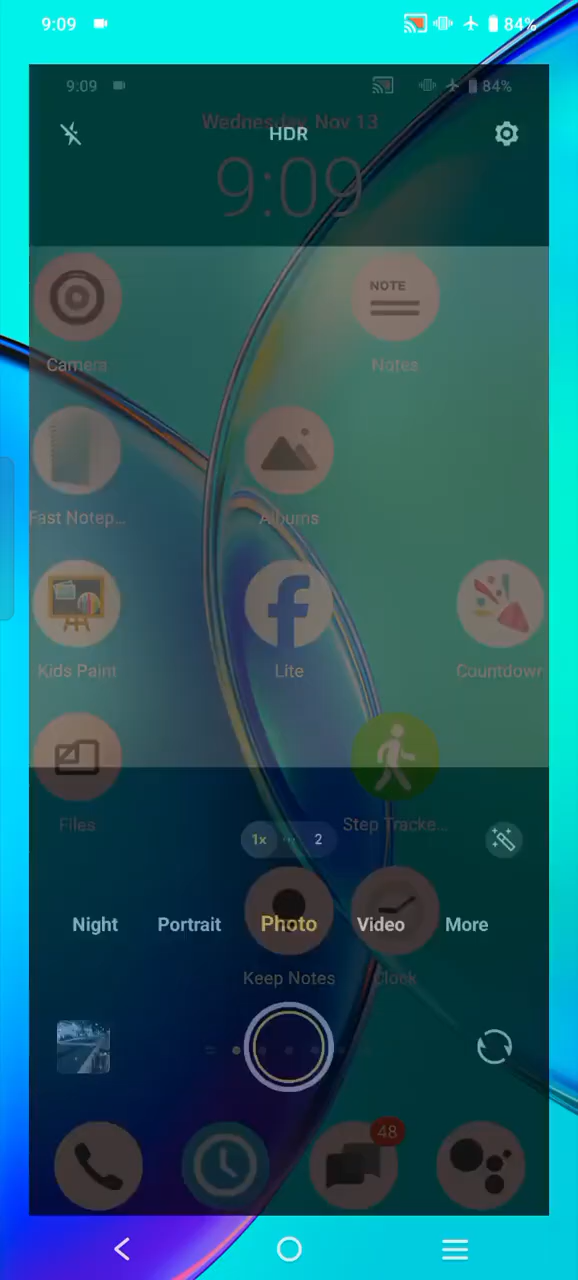 9:09 84%
9:09 84%
Wednesday, Nov 13
HDR
9:09
NOTE
Camera Notes
Fast Notep... Albums
Kids Paint Lite Countdown
Files Step Tracke...
1x 2
Night Portrait Photo Video More
Keep Notes Clock
48